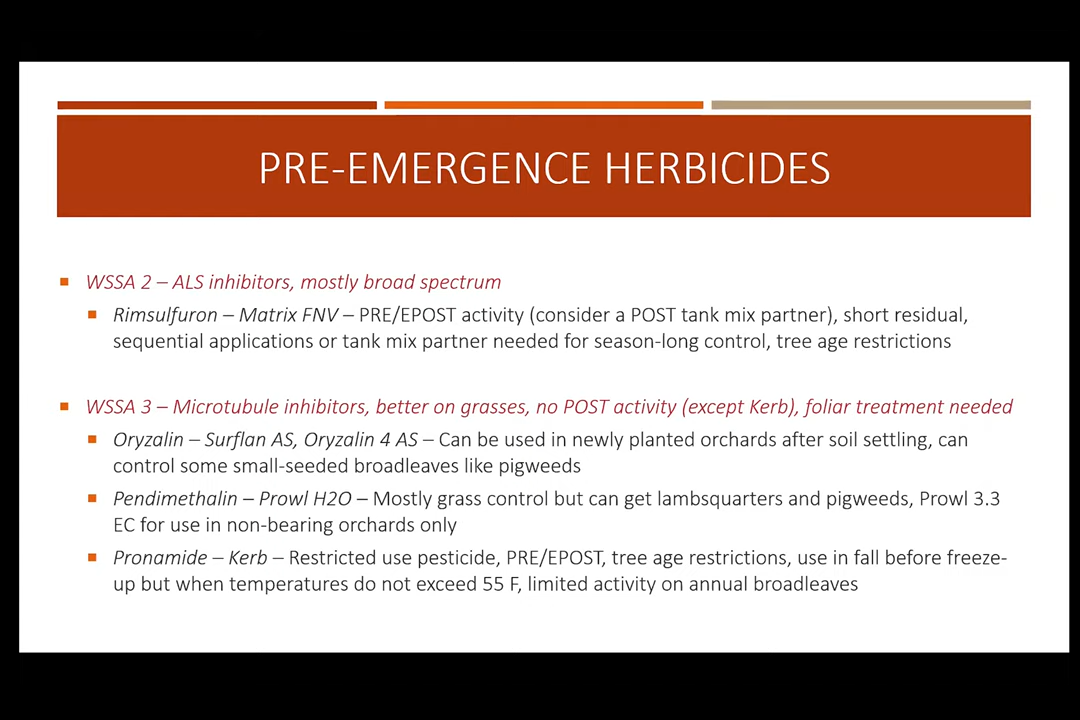 PRE-EMERGENCE HERBICIDES
WSSA 2 – ALS inhibitors, mostly broad spectrum
Rimsulfuron – Matrix FNV – PRE/EPOST activity (consider a POST tank mix partner), short residual,
sequential applications or tank mix partner needed for season-long control, tree age restrictions
WSSA 3 – Microtubule inhibitors, better on grasses, no POST activity (except Kerb), foliar treatment needed
Oryzalin – Surflan AS, Oryzalin 4 AS – Can be used in newly planted orchards after soil settling, can
control some small-seeded broadleaves like pigweeds
Pendimethalin – Prowl H2O – Mostly grass control but can get lambsquarters and pigweeds, Prowl 3.3
EC for use in non-bearing orchards only
Pronamide – Kerb – Restricted use pesticide, PRE/EPOST, tree age restrictions, use in fall before freeze-
up but when temperatures do not exceed 55 F, limited activity on annual broadleaves